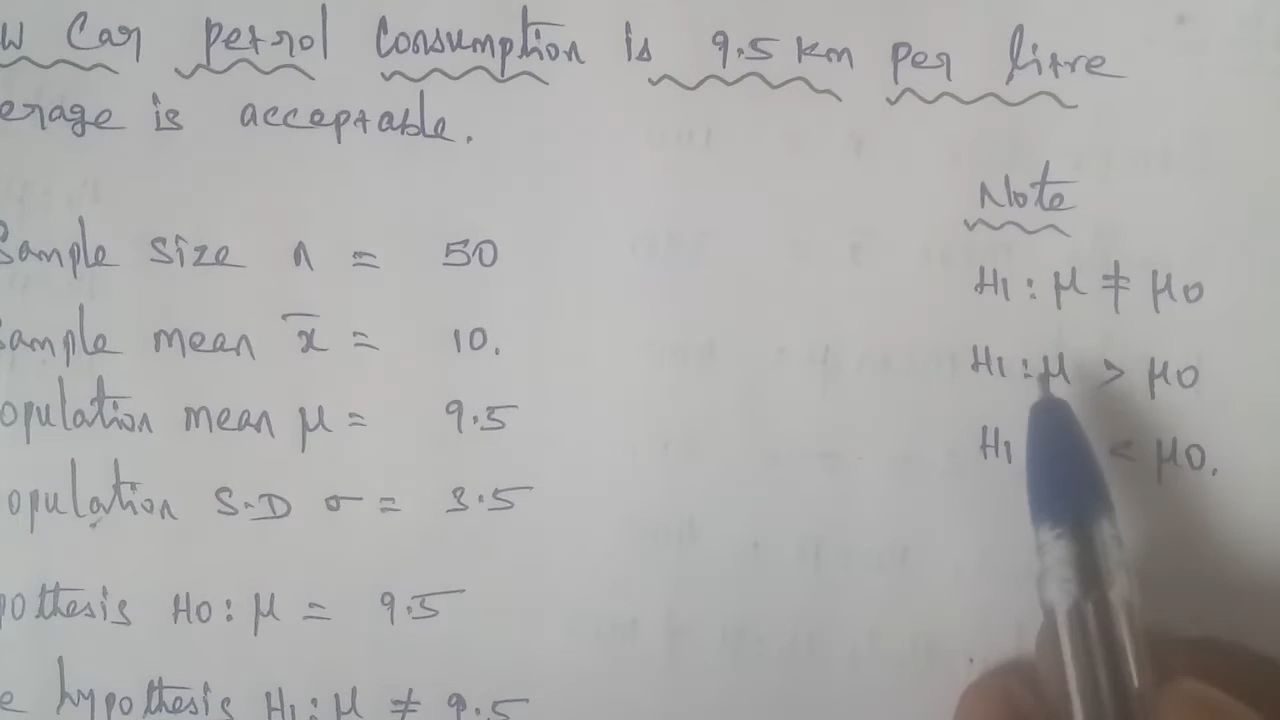 w Car petrol Consumption is 9.5 km per litre
erage is acceptable.
Note
Sample size n = 50
H1 : μ ≠ μ0
Sample mean x̄ = 10.
H1 : μ > μ0
opulation mean μ = 9.5
H1 < μ0.
opulation S.D σ = 3.5
pothesis H0 : μ = 9.5
e hypothesis H1 : μ ≠ 9.5